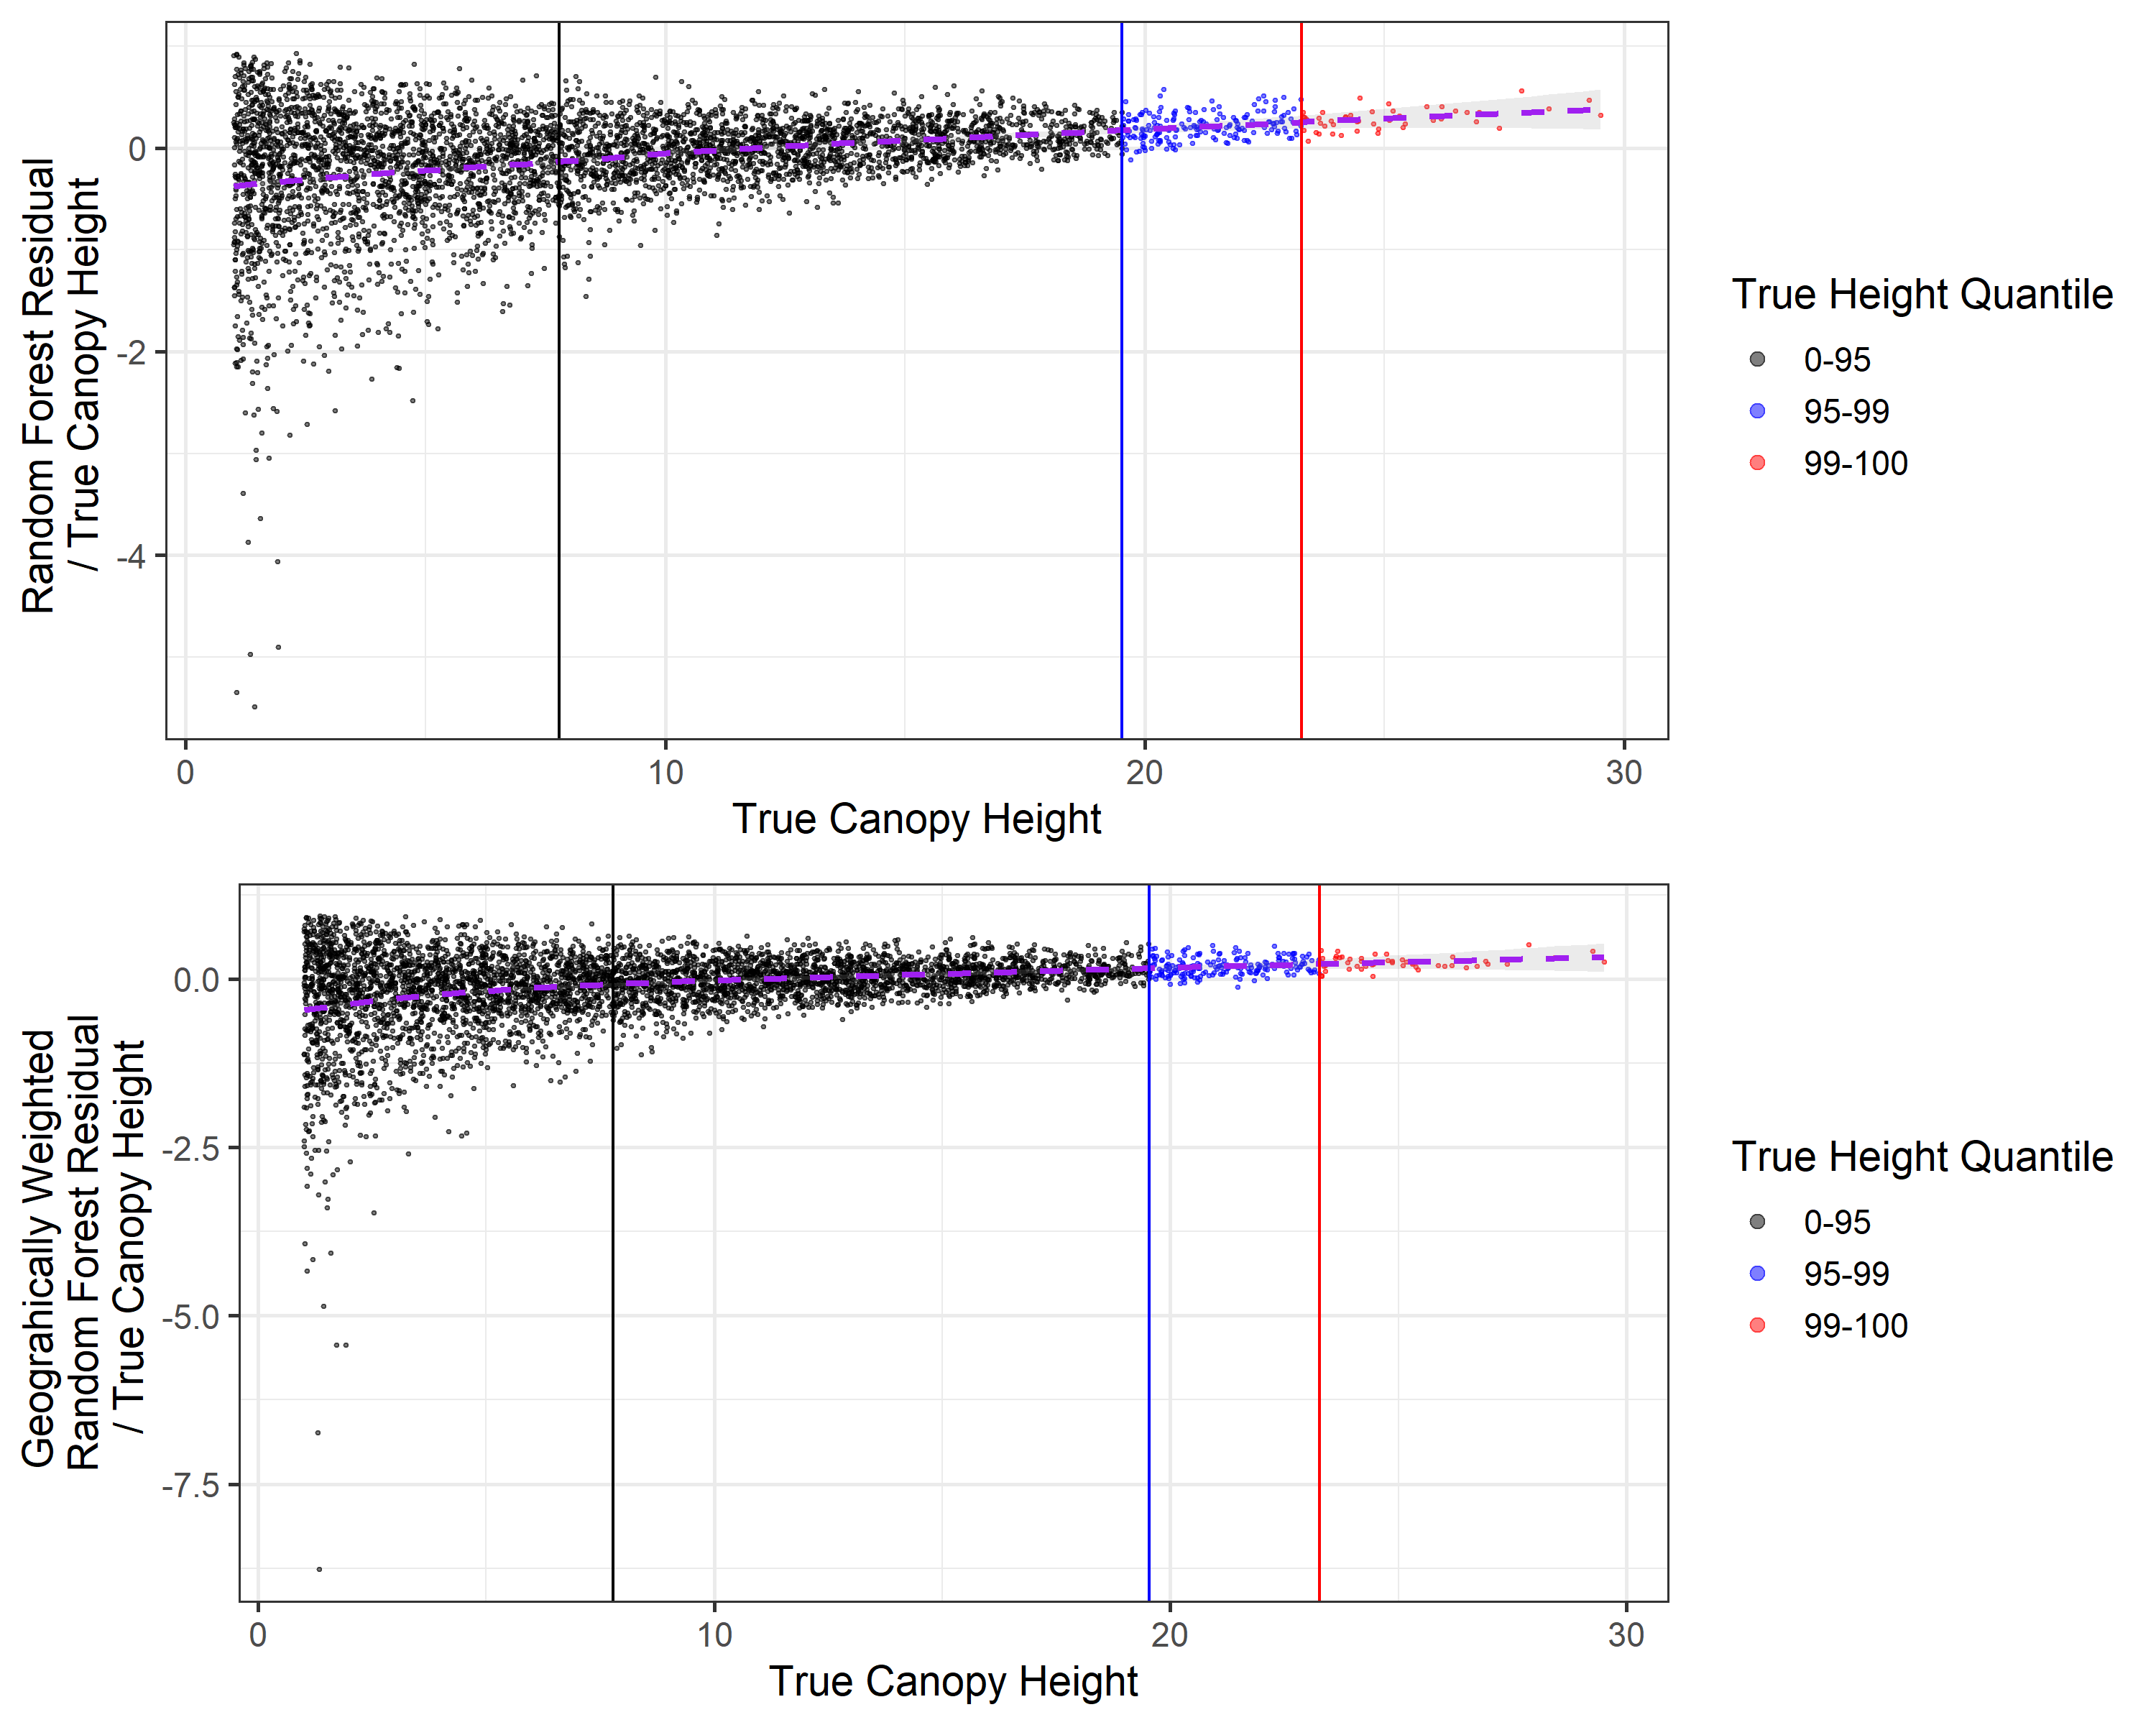 Random Forest Residual
/ True Canopy Height
0
-2
-4
0
10
20
30
True Canopy Height
True Height Quantile
0-95
95-99
99-100
Geograhically Weighted
Random Forest Residual
/ True Canopy Height
0.0
-2.5
-5.0
-7.5
0
10
20
30
True Canopy Height
True Height Quantile
0-95
95-99
99-100